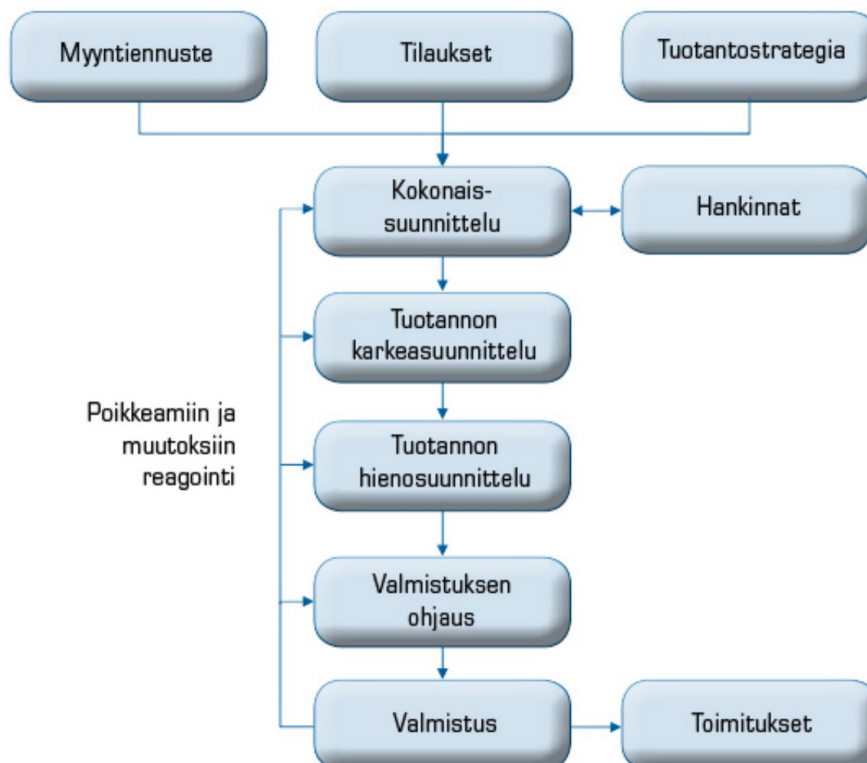 Myyntiennuste
Tilaukset
Tuotantostrategia
Kokonais-
suunnittelu
Hankinnat
Tuotannon
karkeasuunnittelu
Poikkeamiin ja
muutoksiin
reagointi
Tuotannon
hienosuunnittelu
Valmistuksen
ohjaus
Valmistus
Toimitukset